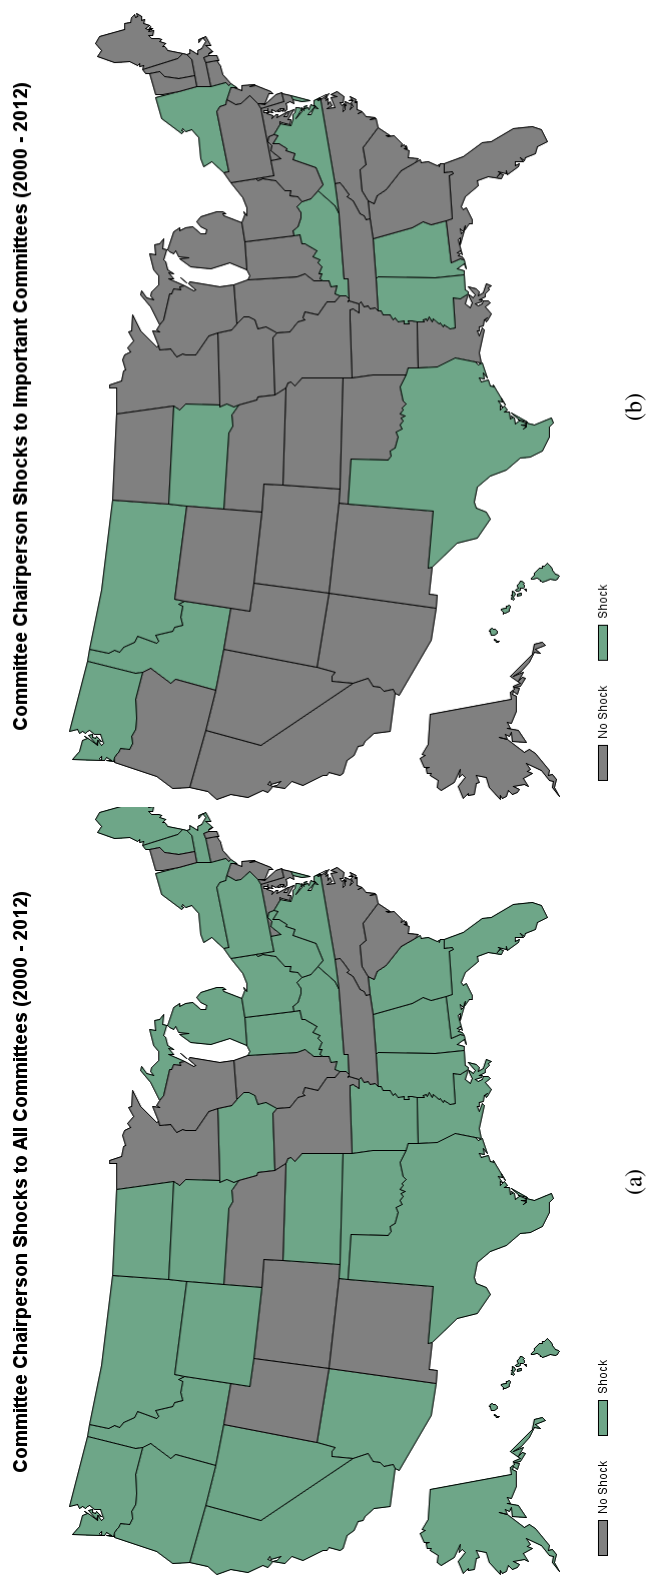 Committee Chairperson Shocks to All Committees (2000 - 2012)
No Shock
Shock
(a)
Committee Chairperson Shocks to Important Committees (2000 - 2012)
No Shock
Shock
(b)